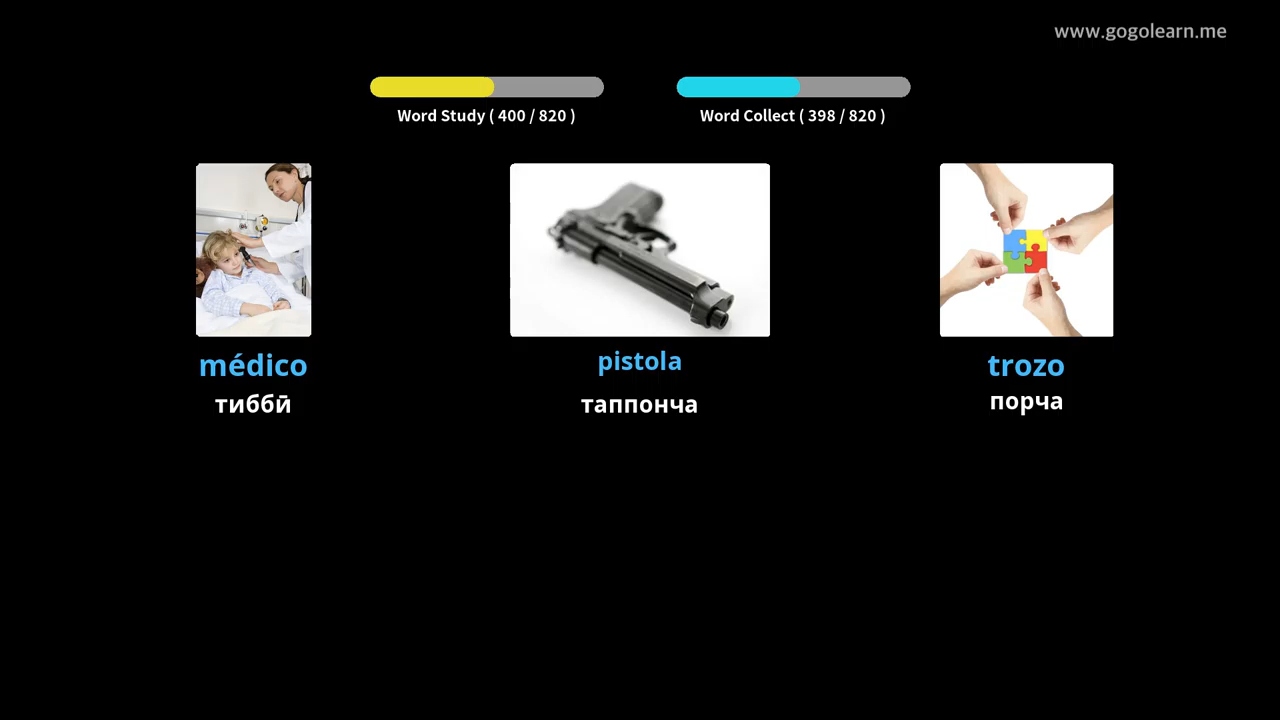 www.gogolearn.me
Word Study ( 400 / 820 )
Word Collect ( 398 / 820 )
médico
pistola
trozo
тиббӣ
таппонча
порча